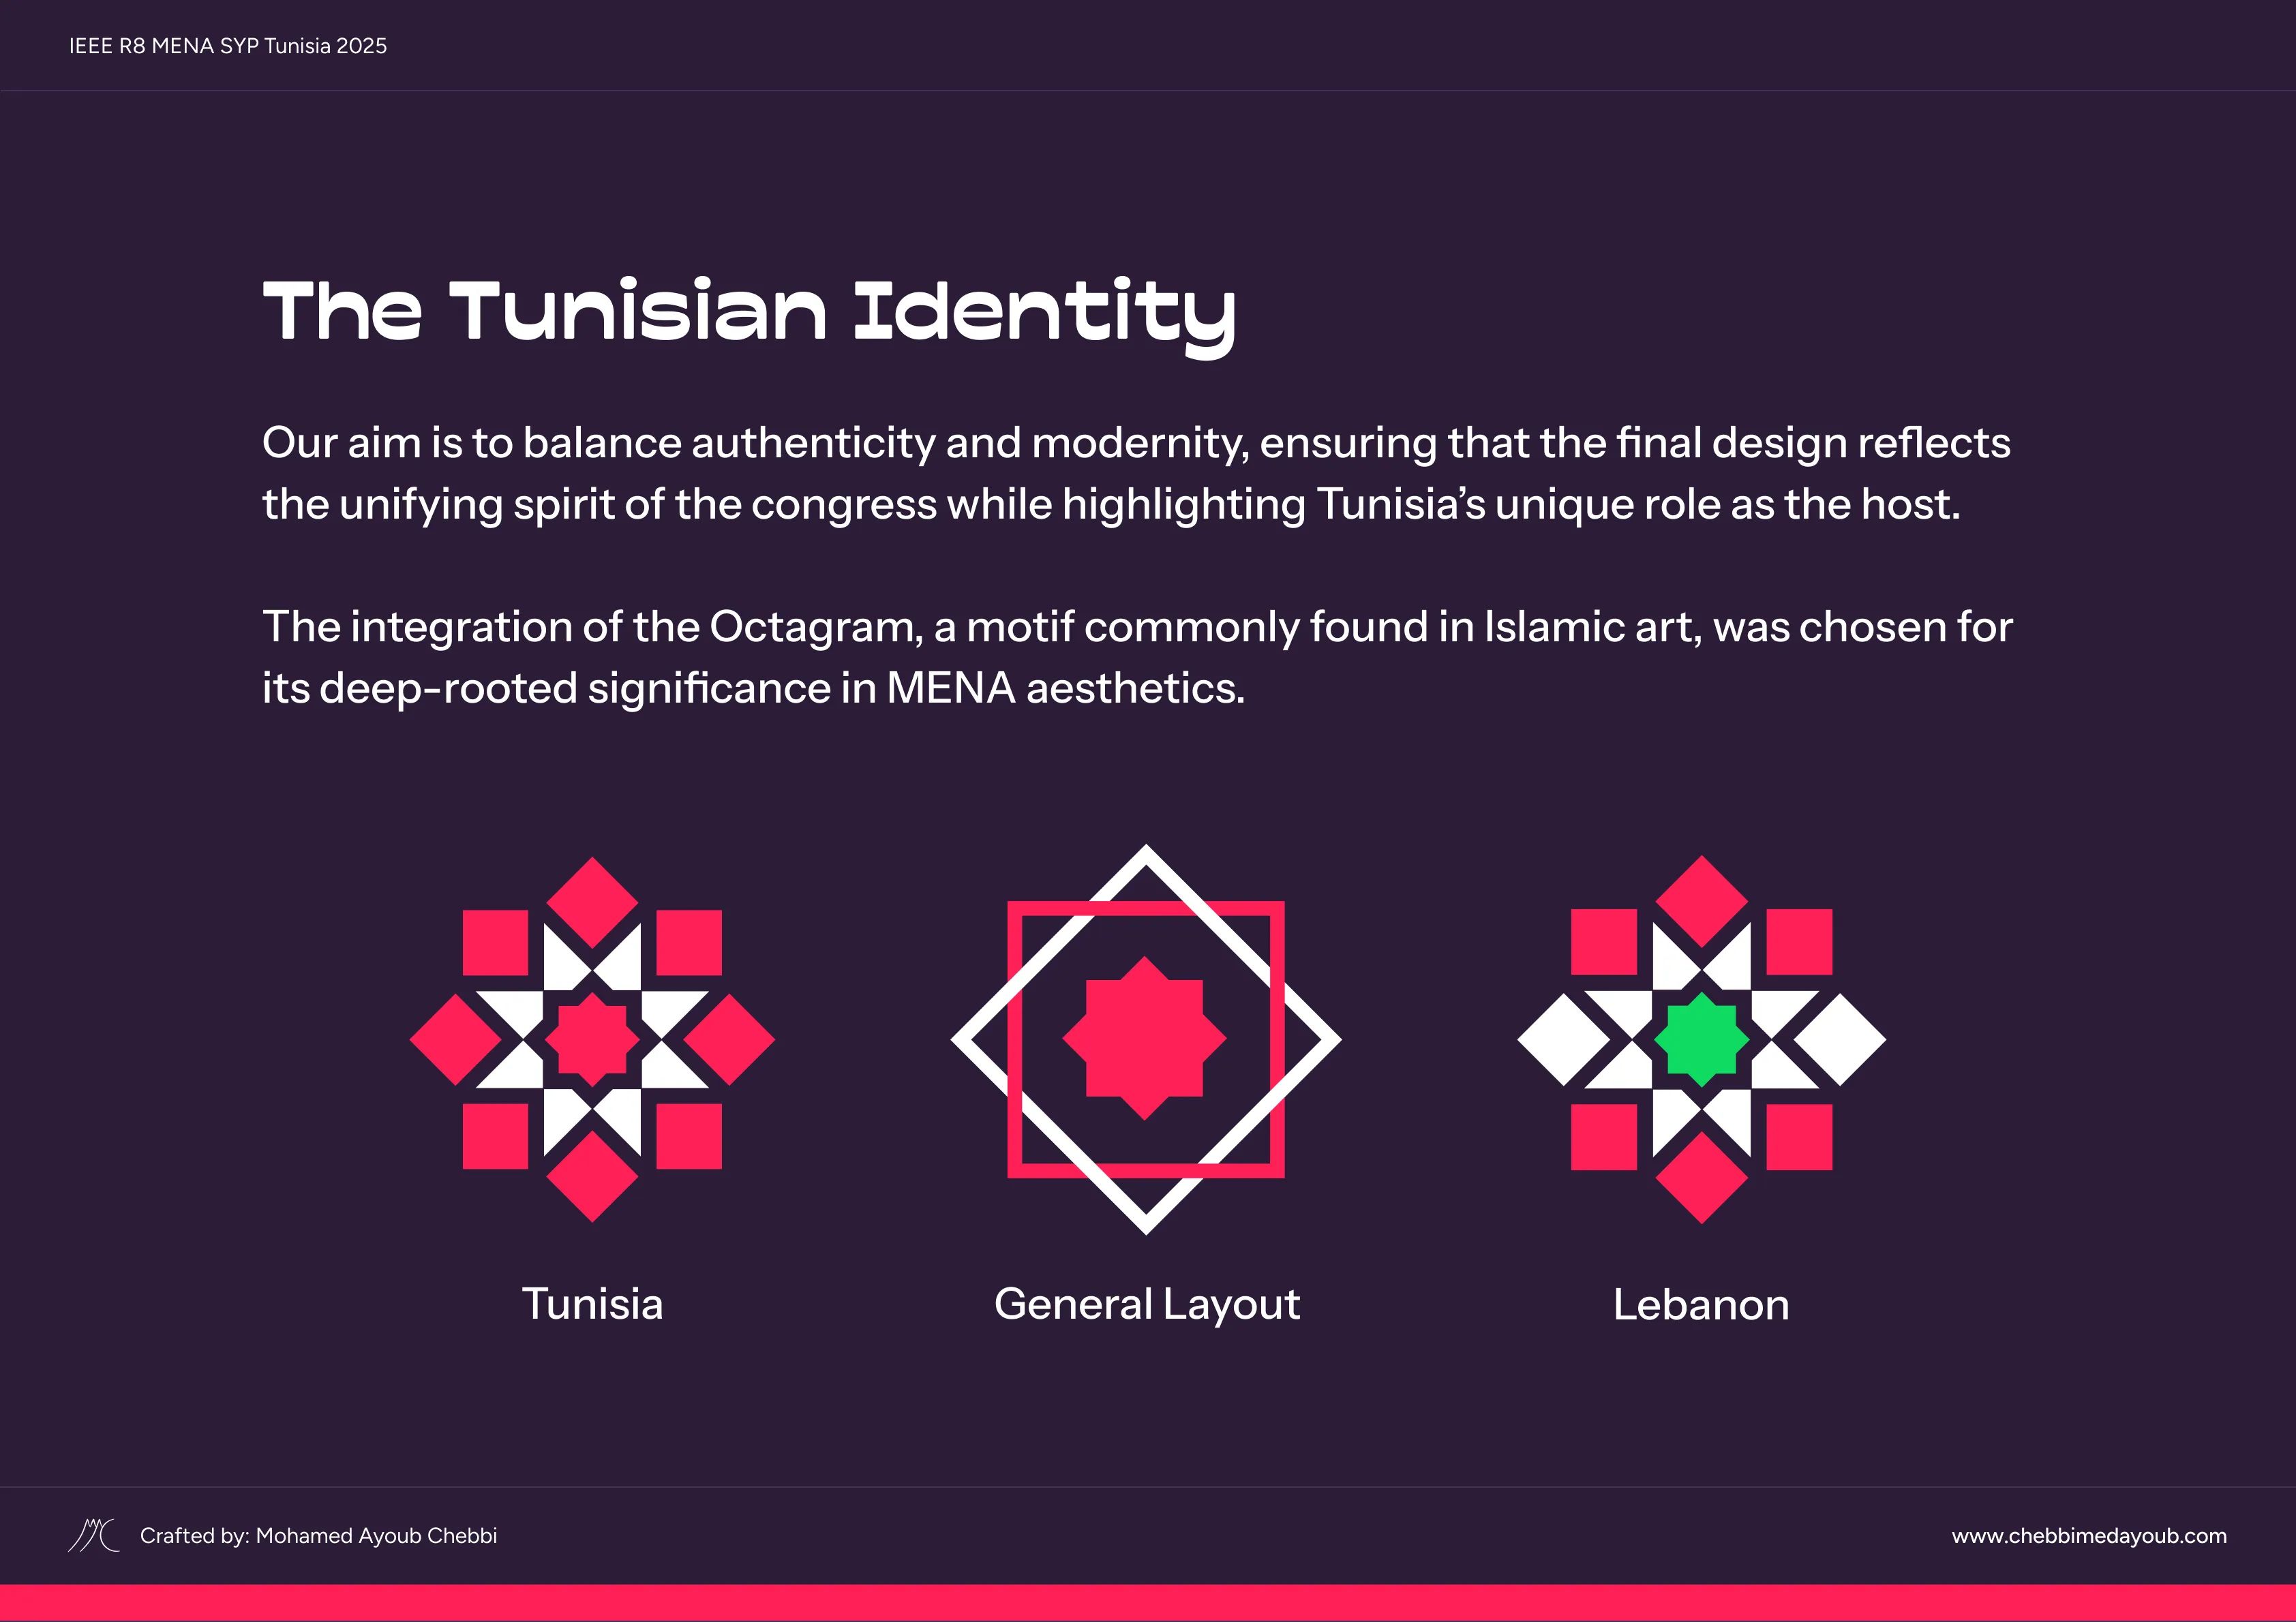 IEEE R8 MENA SYP Tunisia 2025
The Tunisian Identity
Our aim is to balance authenticity and modernity, ensuring that the final design reflects
the unifying spirit of the congress while highlighting Tunisia’s unique role as the host.
The integration of the Octagram, a motif commonly found in Islamic art, was chosen for
its deep-rooted significance in MENA aesthetics.
Tunisia
General Layout
Lebanon
Crafted by: Mohamed Ayoub Chebbi
www.chebbimedayoub.com